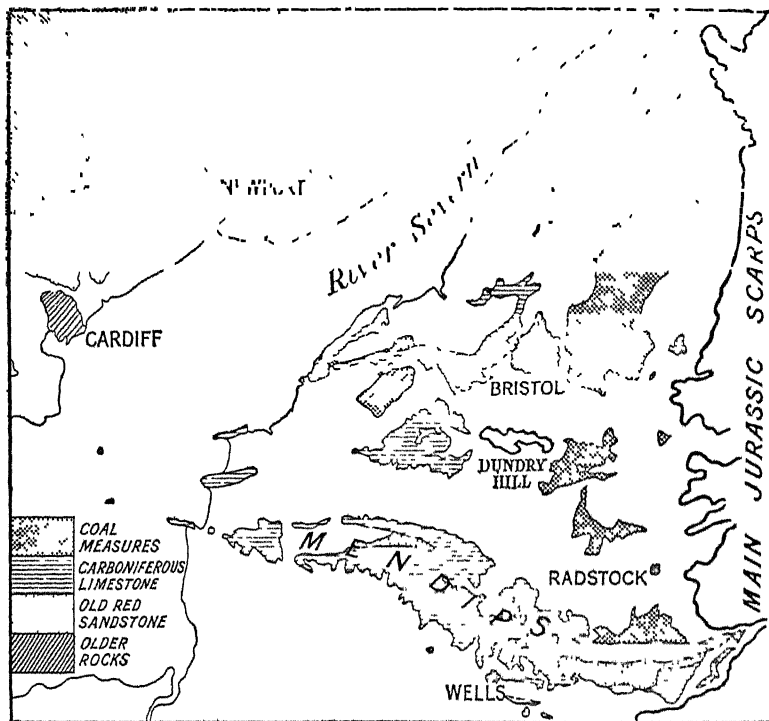 River Severn
CARDIFF
BRISTOL
DUNDRY
HILL
MENDIPS
RADSTOCK
WELLS
MAIN JURASSIC SCARPS
COAL
MEASURES
CARBONIFEROUS
LIMESTONE
OLD RED
SANDSTONE
OLDER
ROCKS